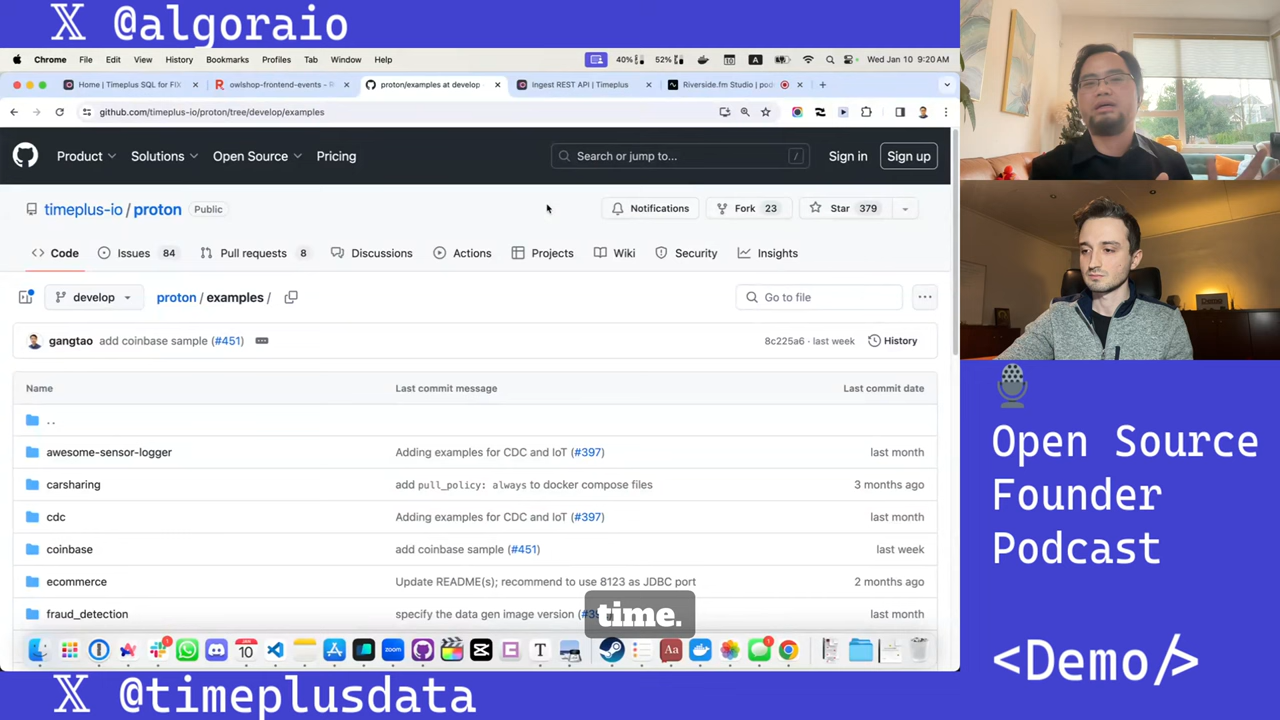 𝕏 @algoraio
Chrome File Edit View History Bookmarks Profiles Tab Window Help
40% 52% A Wed Jan 10 9:20 AM
Home | Timeplus SQL for FIX
owlshop-frontend-events –
proton/examples at develop
Ingest REST API | Timeplus
Riverside.fm Studio | pod
github.com/timeplus-io/proton/tree/develop/examples
Product Solutions Open Source Pricing
Search or jump to... /
Sign in Sign up
timeplus-io / proton Public
Notifications Fork 23 Star 379
Code Issues 84 Pull requests 8 Discussions Actions Projects Wiki Security Insights
develop proton / examples / Go to file
gangtao add coinbase sample (#451) 8c225a6 · last week History
Name Last commit message Last commit date
..
awesome-sensor-logger Adding examples for CDC and IoT (#397) last month
carsharing add pull_policy: always to docker compose files 3 months ago
cdc Adding examples for CDC and IoT (#397) last month
coinbase add coinbase sample (#451) last week
ecommerce Update README(s); recommend to use 8123 as JDBC port 2 months ago
fraud_detection specify the data gen image version last month
time.
10 zoom T Aa
𝕏 @timeplusdata
Open Source
Founder
Podcast
<Demo/>